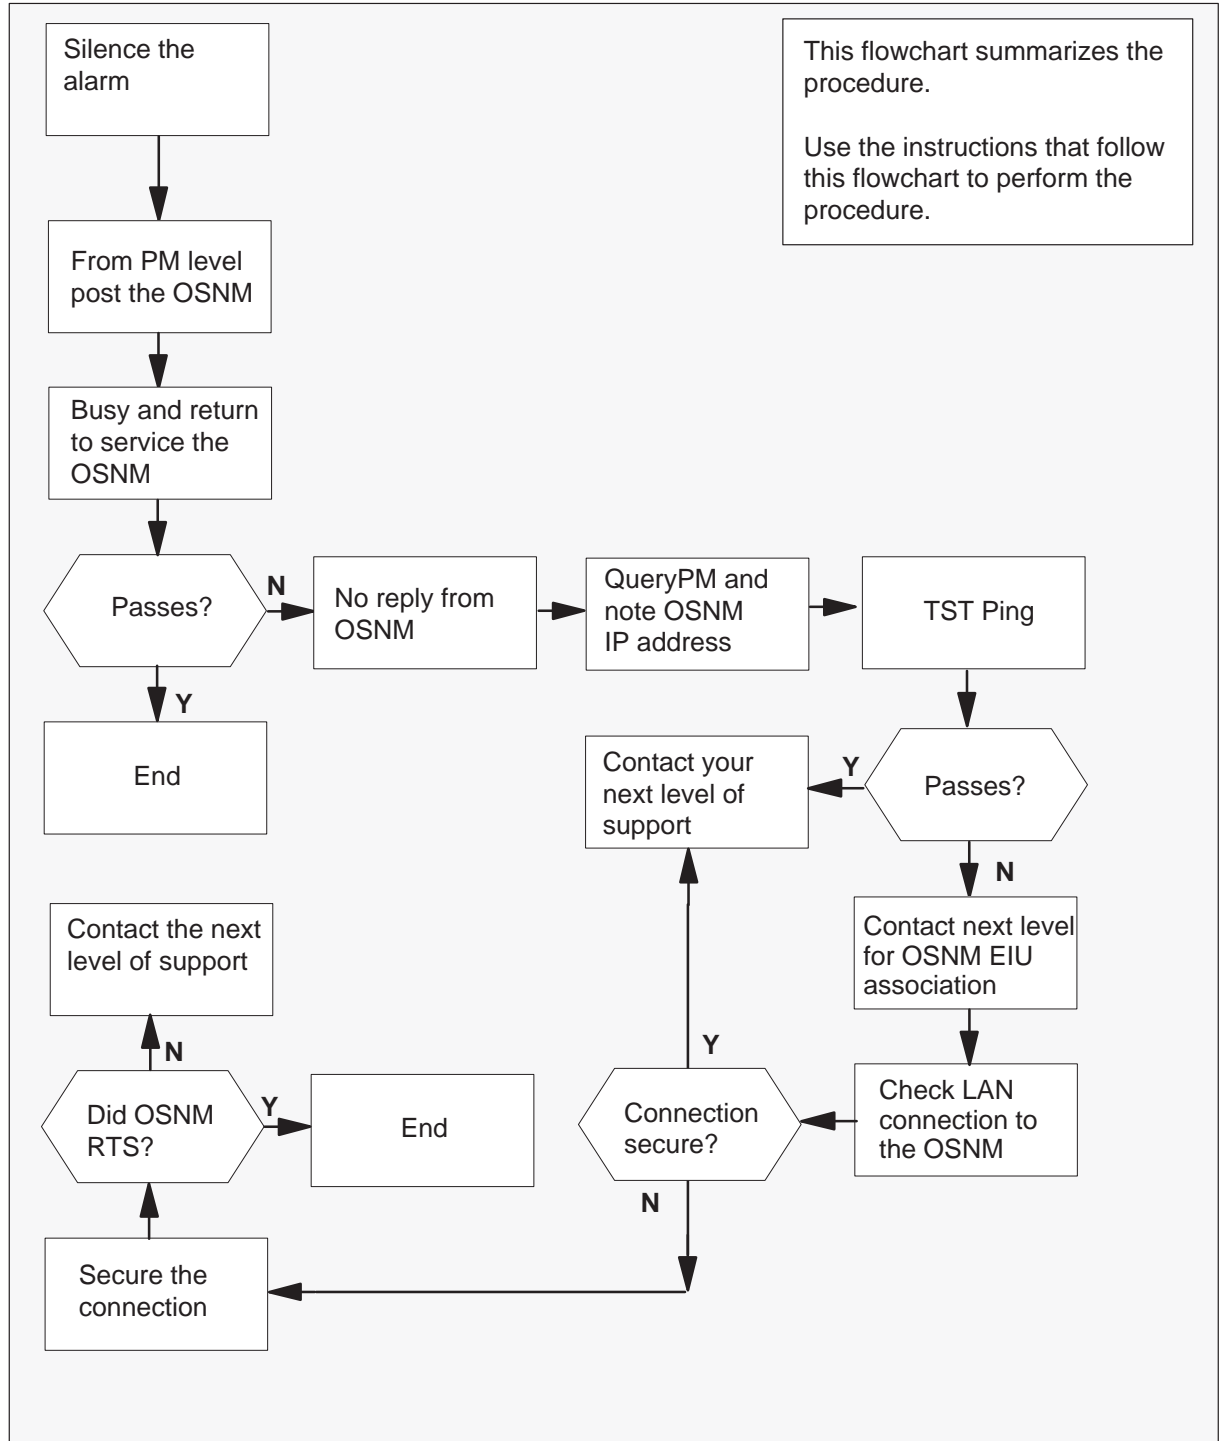 Silence the
alarm
This flowchart summarizes the
procedure.
Use the instructions that follow
this flowchart to perform the
procedure.
From PM level
post the OSNM
Busy and return
to service the
OSNM
Passes?
N
No reply from
OSNM
QueryPM and
note OSNM
IP address
TST Ping
Y
End
Contact your
next level of
support
Y
Passes?
N
Contact next level
for OSNM EIU
association
Contact the next
level of support
N
Y
Did OSNM
RTS?
Y
End
Connection
secure?
Check LAN
connection to
the OSNM
N
Secure the
connection